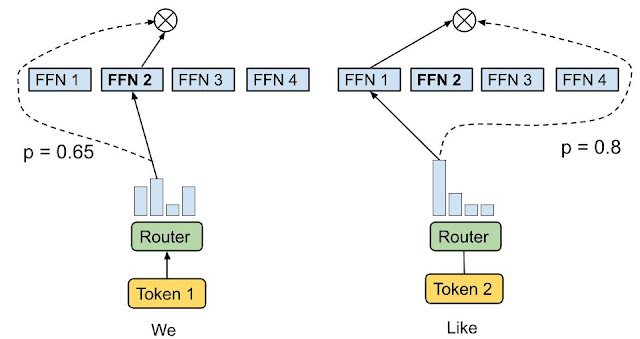 FFN 1 FFN 2 FFN 3 FFN 4
p = 0.65
Router
Token 1
We
FFN 1 FFN 2 FFN 3 FFN 4
p = 0.8
Router
Token 2
Like